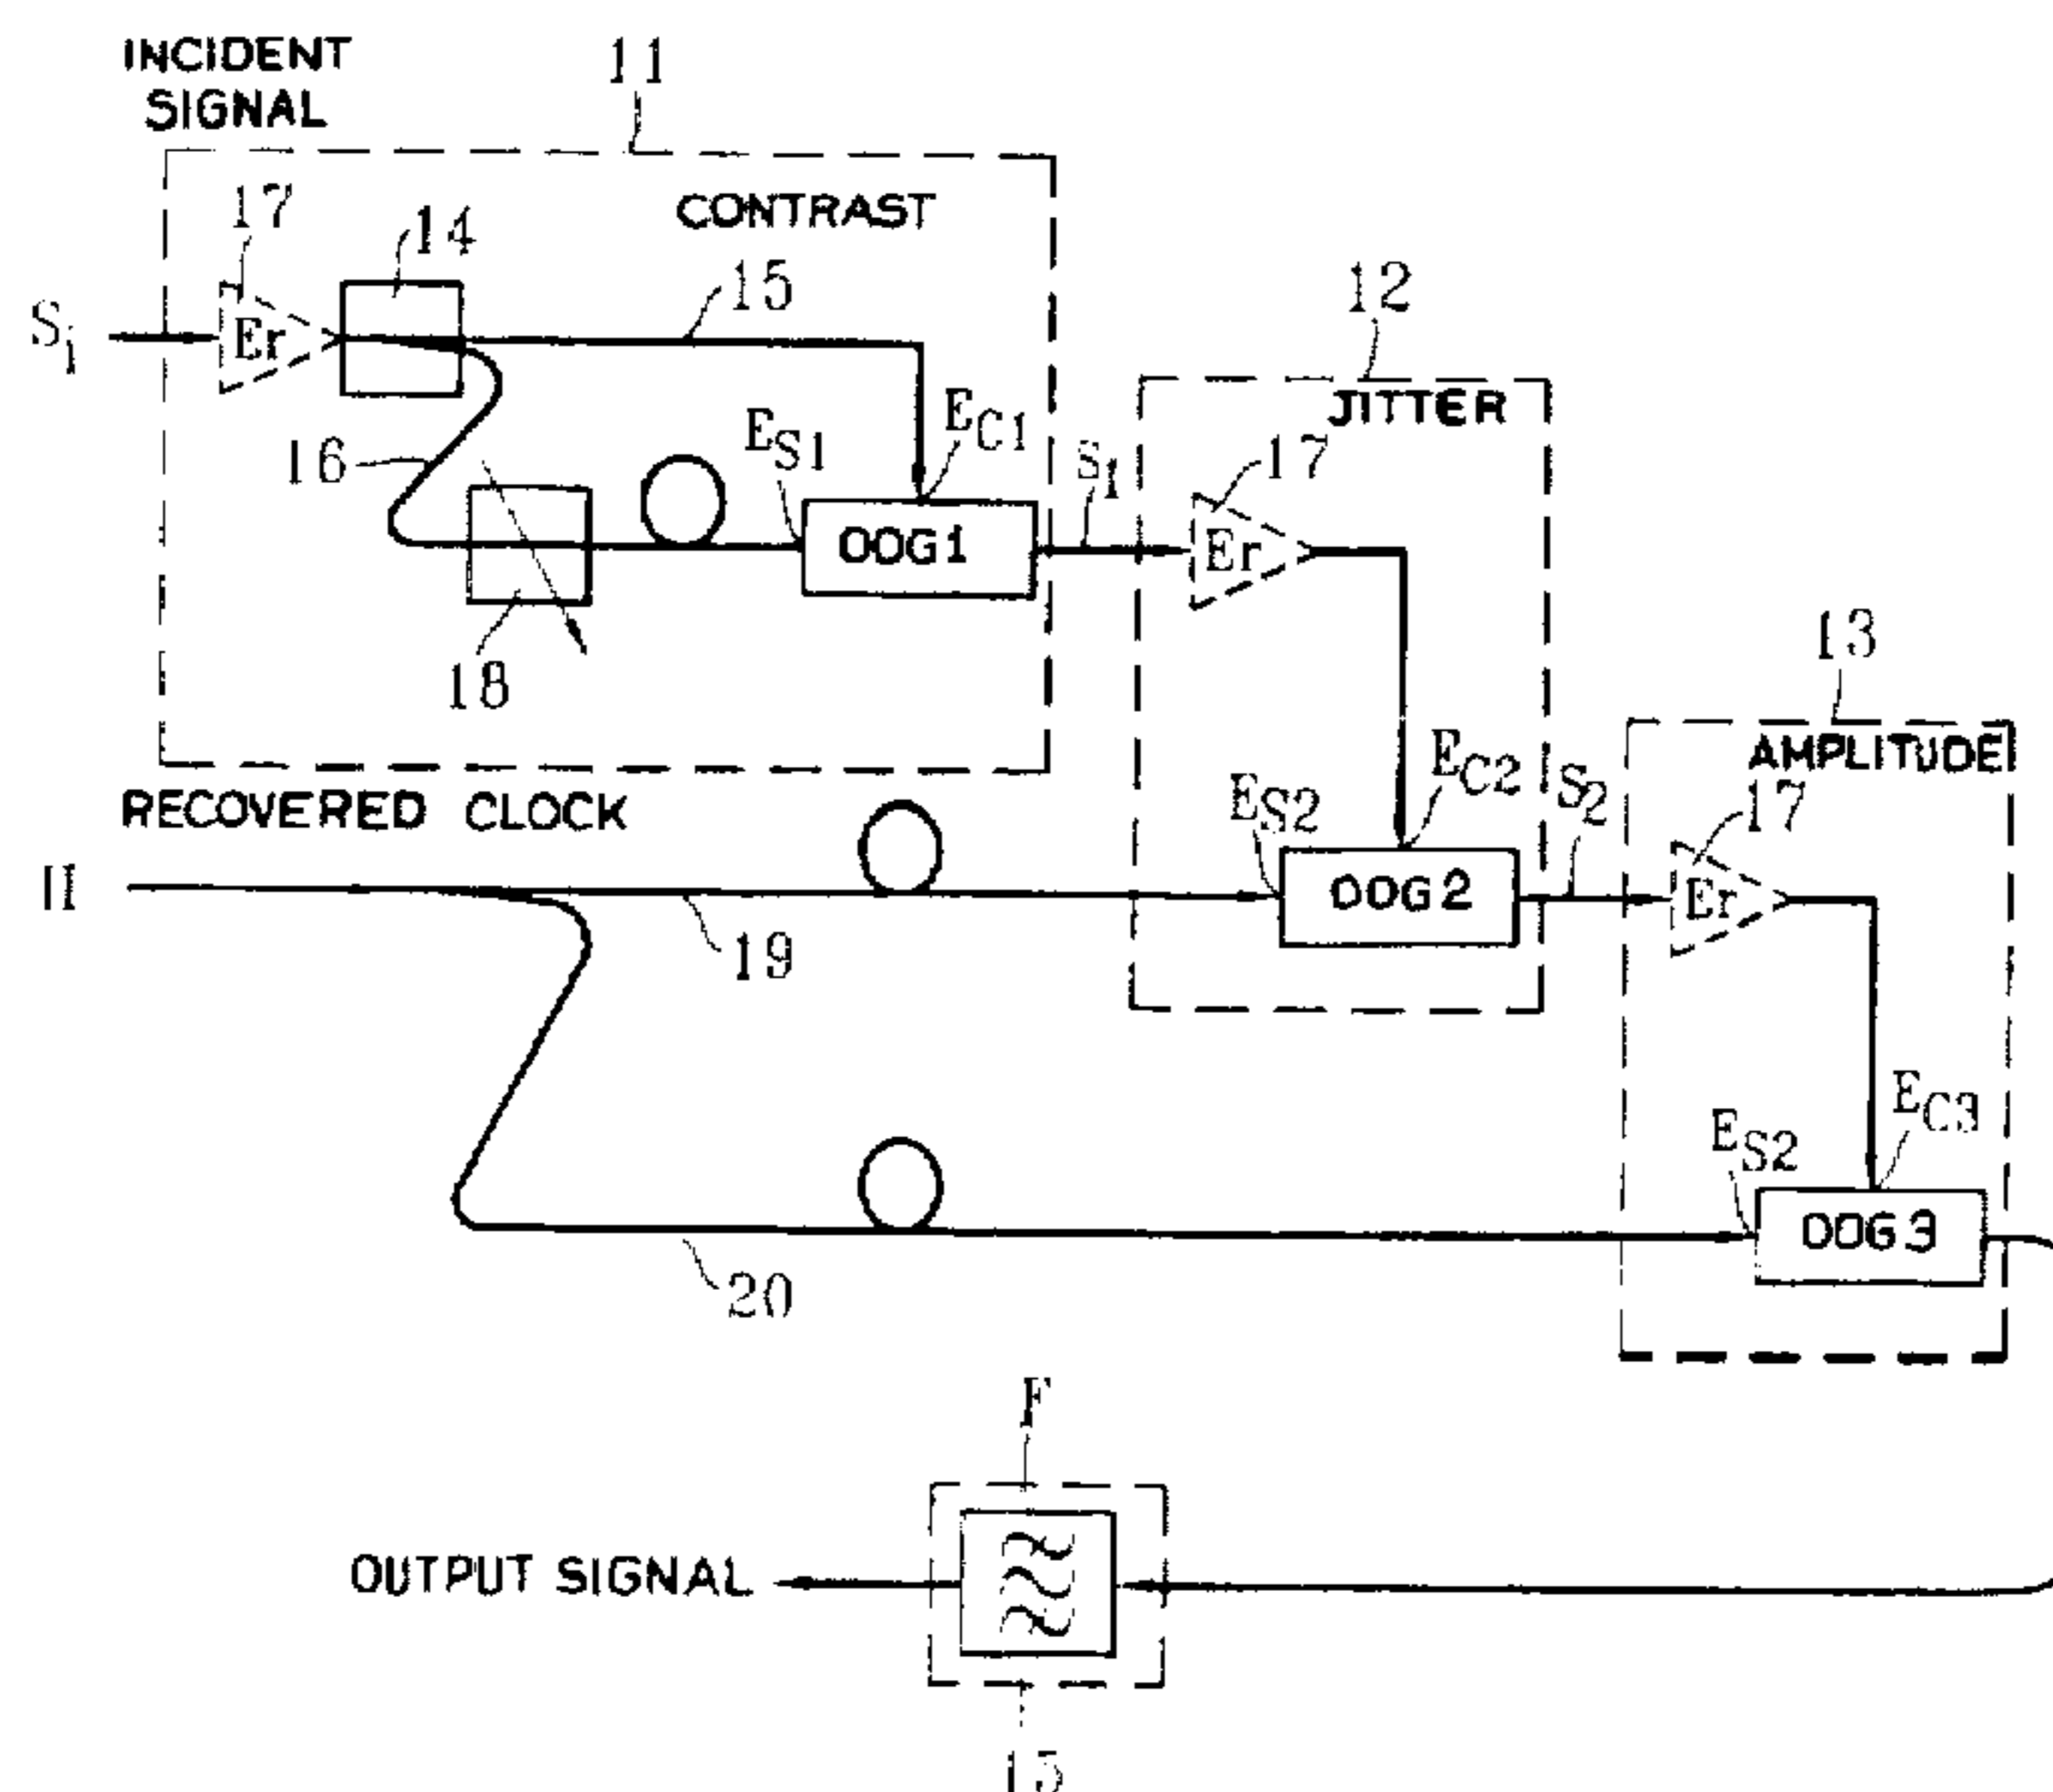 INCIDENT
SIGNAL
11
17
14
CONTRAST
15
12
Si
Er
JITTER
ES1
EC1
16
S1
17
OOG1
Er
18
13
AMPLITUDE
EC2
RECOVERED CLOCK
ES2
S2
17
H
OOG2
Er
19
EC3
ES2
OOG3
20
F
OUTPUT SIGNAL
15